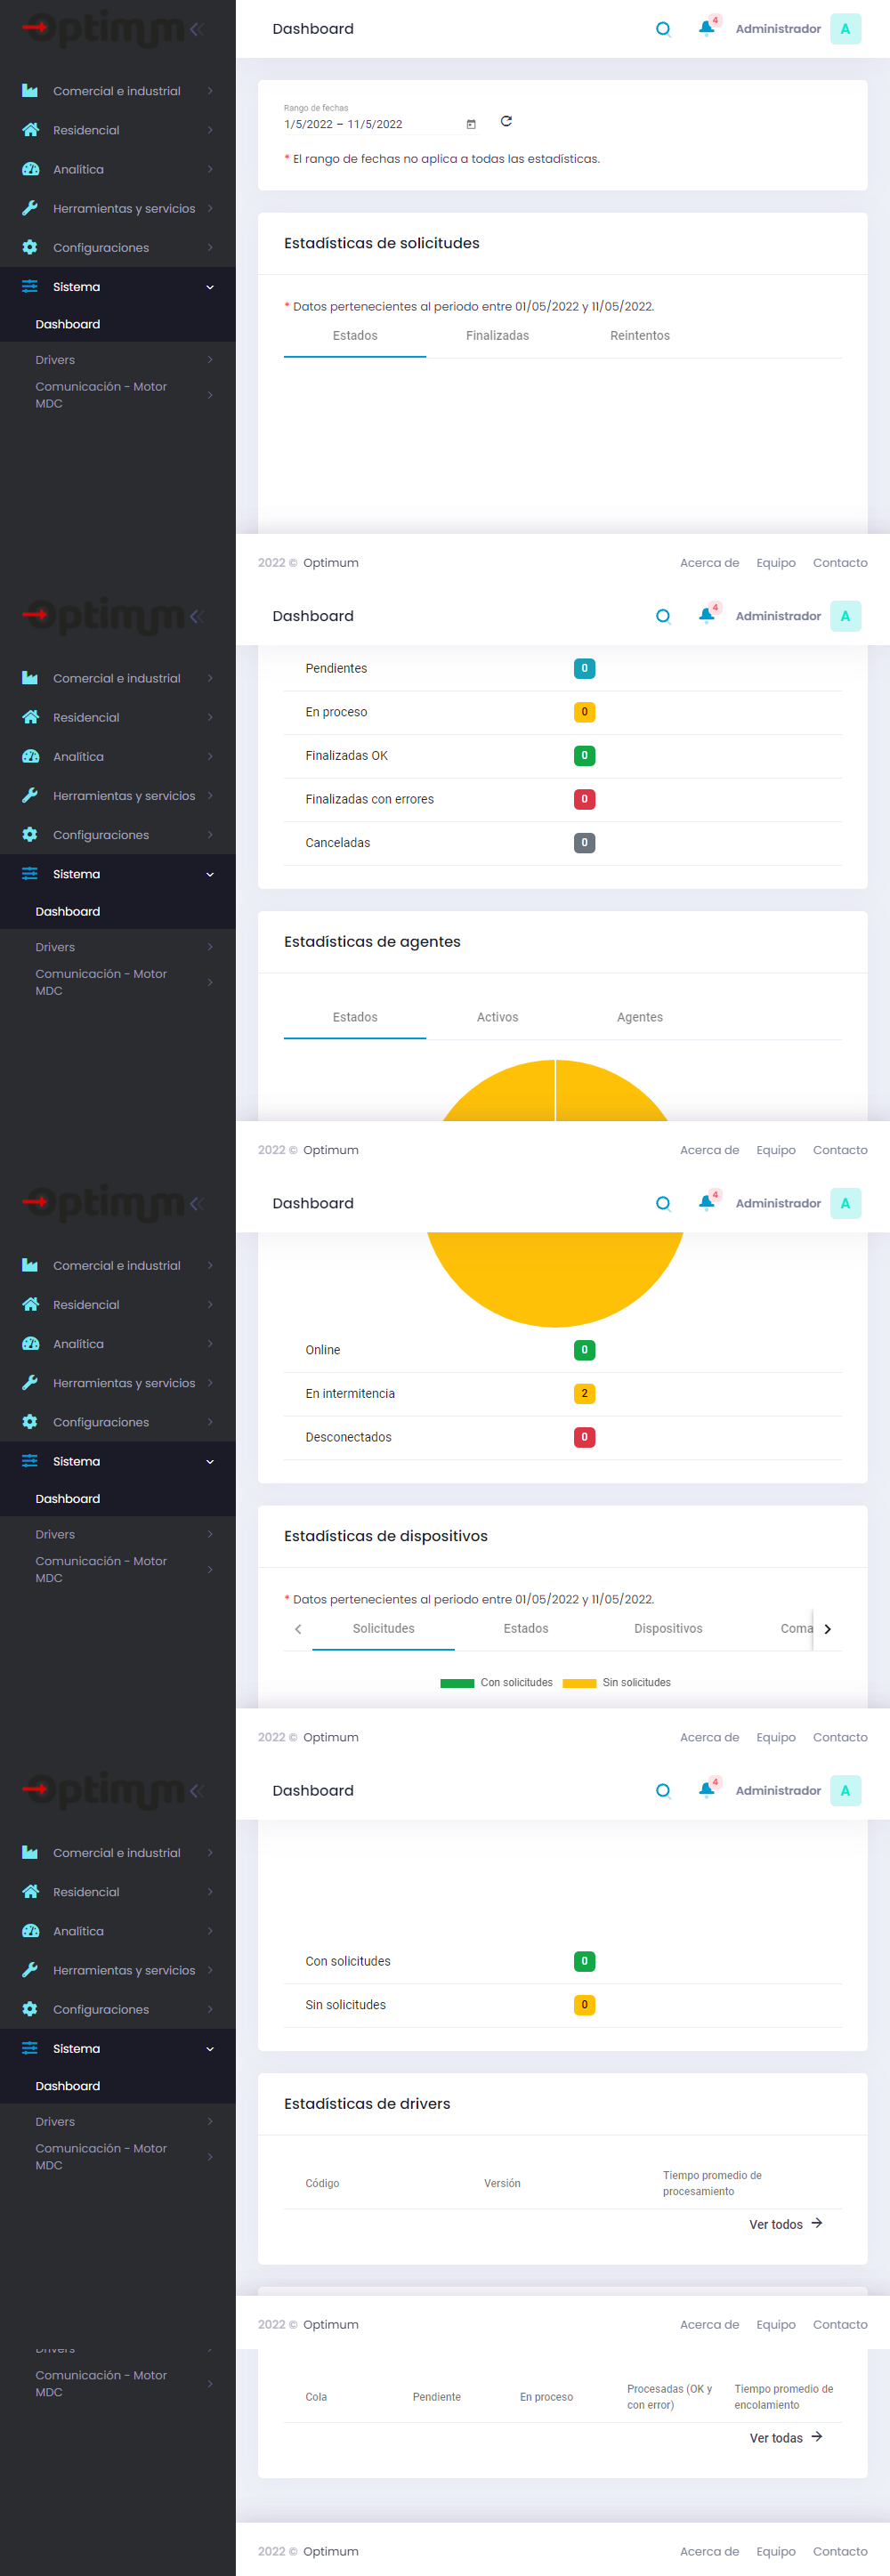 Optimum
Dashboard
4
Administrador
A
Comercial e industrial
Residencial
Analítica
Herramientas y servicios
Configuraciones
Sistema
Dashboard
Drivers
Comunicación - Motor
MDC
Rango de fechas
1/5/2022 – 11/5/2022
* El rango de fechas no aplica a todas las estadísticas.
Estadísticas de solicitudes
* Datos pertenecientes al periodo entre 01/05/2022 y 11/05/2022.
Estados Finalizadas Reintentos
2022 © Optimum
Acerca de Equipo Contacto
Optimum
Dashboard
4
Administrador
A
Comercial e industrial
Residencial
Analítica
Herramientas y servicios
Configuraciones
Sistema
Dashboard
Drivers
Comunicación - Motor
MDC
Pendientes 0
En proceso 0
Finalizadas OK 0
Finalizadas con errores 0
Canceladas 0
Estadísticas de agentes
Estados Activos Agentes
2022 © Optimum
Acerca de Equipo Contacto
Optimum
Dashboard
4
Administrador
A
Comercial e industrial
Residencial
Analítica
Herramientas y servicios
Configuraciones
Sistema
Dashboard
Drivers
Comunicación - Motor
MDC
Online 0
En intermitencia 2
Desconectados 0
Estadísticas de dispositivos
* Datos pertenecientes al periodo entre 01/05/2022 y 11/05/2022.
Solicitudes Estados Dispositivos Coma
Con solicitudes Sin solicitudes
2022 © Optimum
Acerca de Equipo Contacto
Optimum
Dashboard
4
Administrador
A
Comercial e industrial
Residencial
Analítica
Herramientas y servicios
Configuraciones
Sistema
Dashboard
Drivers
Comunicación - Motor
MDC
Con solicitudes 0
Sin solicitudes 0
Estadísticas de drivers
Código Versión Tiempo promedio de
procesamiento
Ver todos
2022 © Optimum
Acerca de Equipo Contacto
Drivers
Comunicación - Motor
MDC
Cola Pendiente En proceso Procesadas (OK y
con error) Tiempo promedio de
encolamiento
Ver todas
2022 © Optimum
Acerca de Equipo Contacto